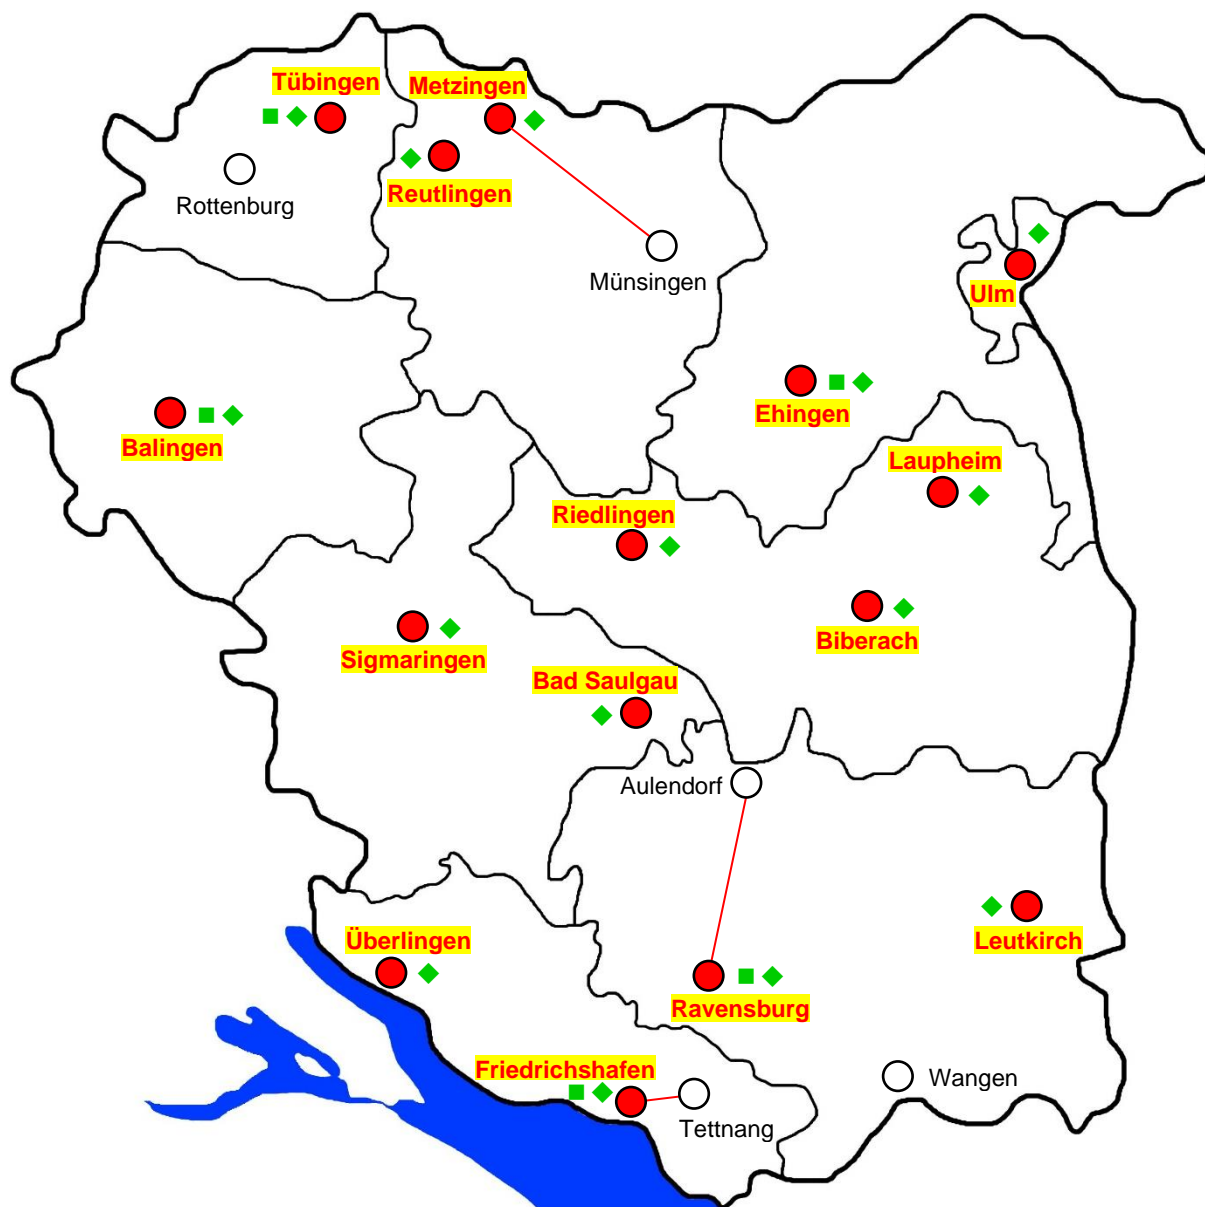 Tübingen
Metzingen
Reutlingen
Rottenburg
Münsingen
Ulm
Ehingen
Balingen
Laupheim
Riedlingen
Biberach
Sigmaringen
Bad Saulgau
Aulendorf
Überlingen
Leutkirch
Ravensburg
Friedrichshafen
Wangen
Tettnang